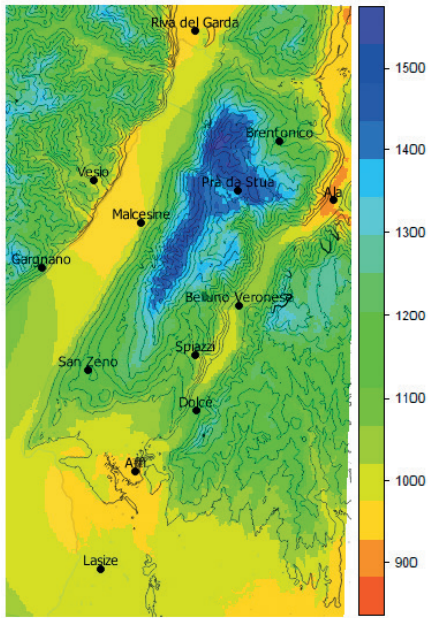 Riva del Garda
1500
Brentonico
1400
Vesio
Prà da Stua
Ala
Malcesine
1300
Gargnano
Belluno Veronese
1200
Spiazzi
San Zeno
1100
Dolcè
Affi
1000
Lasize
900